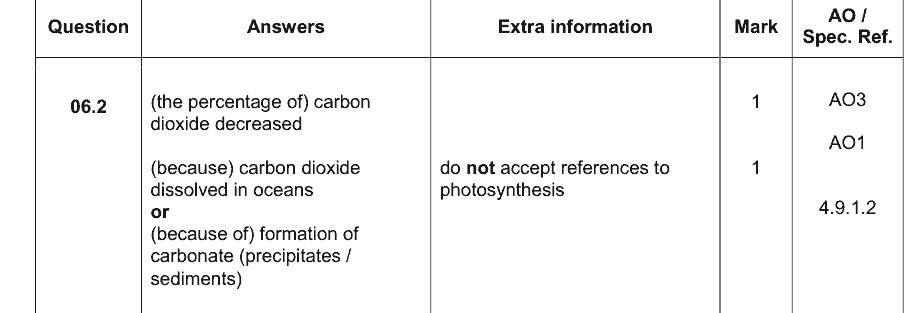 Question Answers Extra information Mark AO /
Spec. Ref.
06.2 (the percentage of) carbon 1 AO3
dioxide decreased
AO1
(because) carbon dioxide do not accept references to 1
dissolved in oceans photosynthesis
or 4.9.1.2
(because of) formation of
carbonate (precipitates /
sediments)